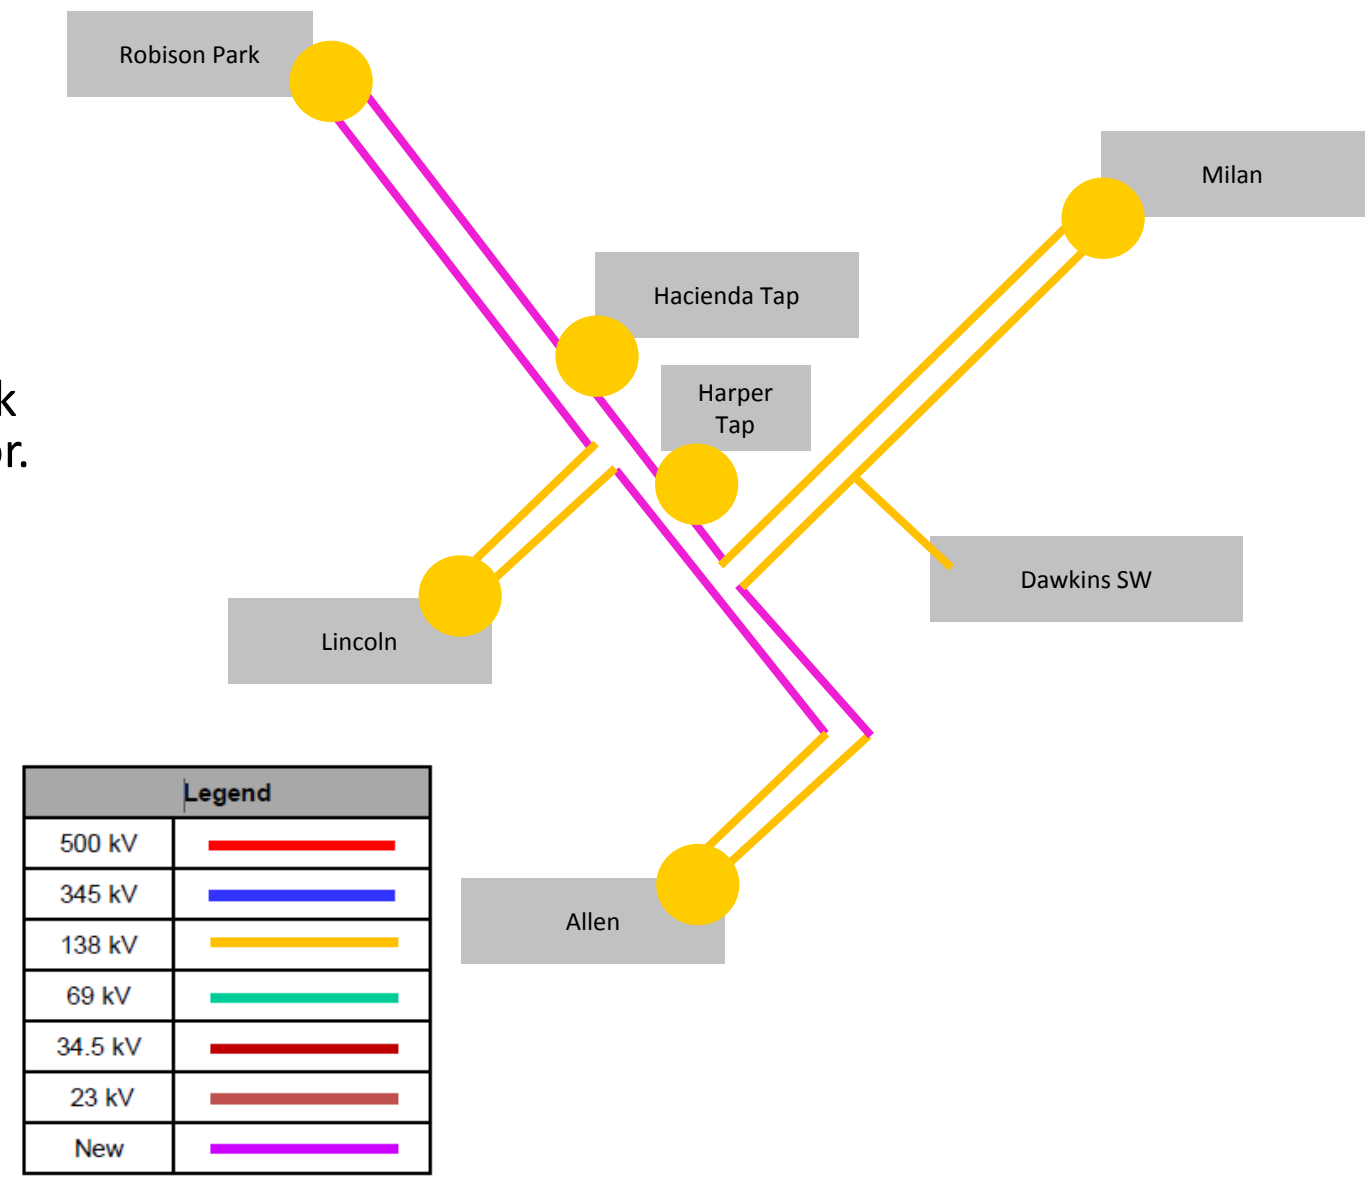 Robison Park
Milan
Hacienda Tap
Harper
Tap
k
or.
Dawkins SW
Lincoln
Allen
Legend
500 kV
345 kV
138 kV
69 kV
34.5 kV
23 kV
New